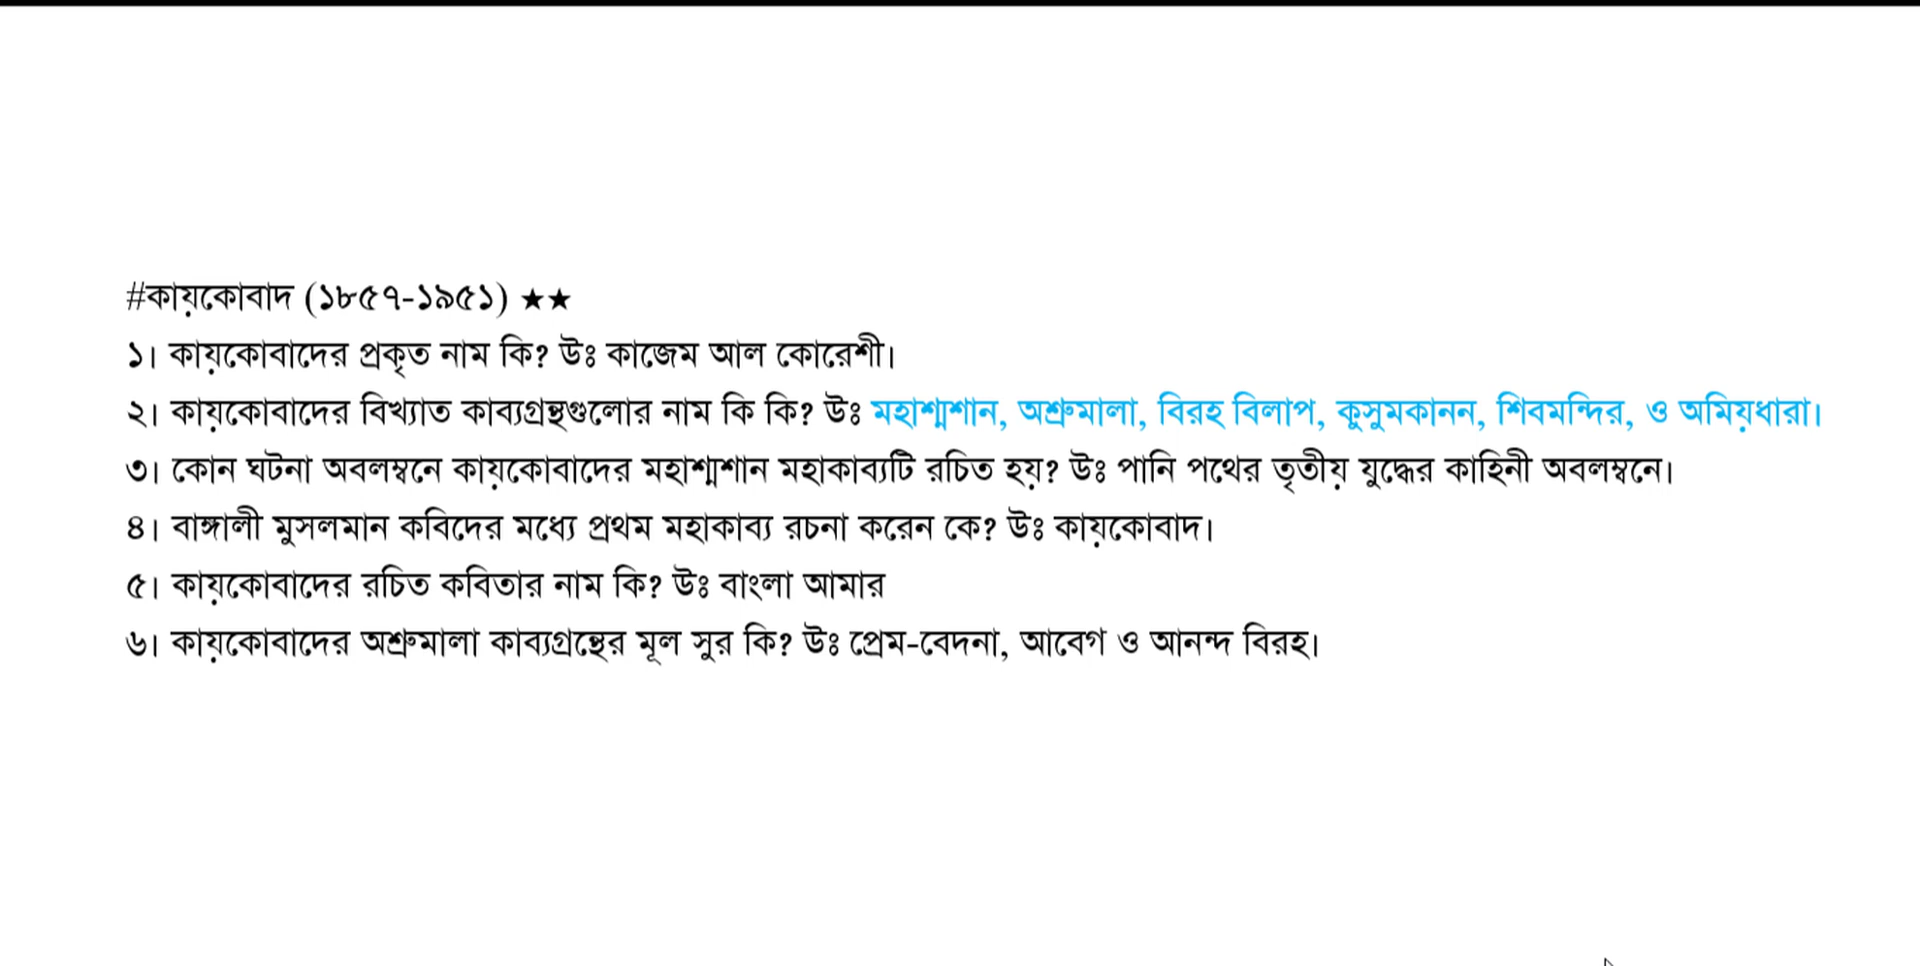 #কায়কোবাদ (১৮৫৭-১৯৫১) ★★
১। কায়কোবাদের প্রকৃত নাম কি? উঃ কাজেম আল কোরেশী।
২। কায়কোবাদের বিখ্যাত কাব্যগ্রন্থগুলোর নাম কি কি? উঃ মহাশ্মশান, অশ্রুমালা, বিরহ বিলাপ, কুসুমকানন, শিবমন্দির, ও অমিয়ধারা।
৩। কোন ঘটনা অবলম্বনে কায়কোবাদের মহাশ্মশান মহাকাব্যটি রচিত হয়? উঃ পানি পথের তৃতীয় যুদ্ধের কাহিনী অবলম্বনে।
৪। বাঙ্গালী মুসলমান কবিদের মধ্যে প্রথম মহাকাব্য রচনা করেন কে? উঃ কায়কোবাদ।
৫। কায়কোবাদের রচিত কবিতার নাম কি? উঃ বাংলা আমার
৬। কায়কোবাদের অশ্রুমালা কাব্যগ্রন্থের মূল সুর কি? উঃ প্রেম-বেদনা, আবেগ ও আনন্দ বিরহ।